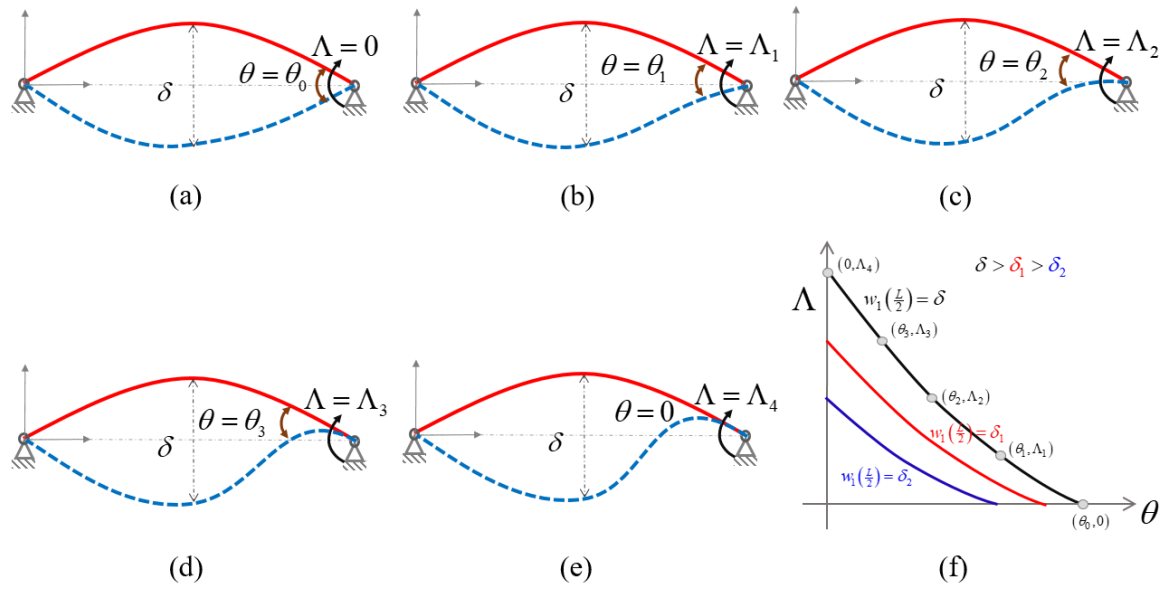 Λ = 0
θ = θ₀
δ
(a)
Λ = Λ₁
θ = θ₁
δ
(b)
Λ = Λ₂
θ = θ₂
δ
(c)
Λ = Λ₃
θ = θ₃
δ
(d)
Λ = Λ₄
θ = 0
δ
(e)
(0,Λ₄)
δ > δ₁ > δ₂
Λ
w₁(L/2) = δ
(θ₃,Λ₃)
(θ₂,Λ₂)
w₁(L/2) = δ₁
(θ₁,Λ₁)
w₁(L/2) = δ₂
(θ₀,0)
θ
(f)